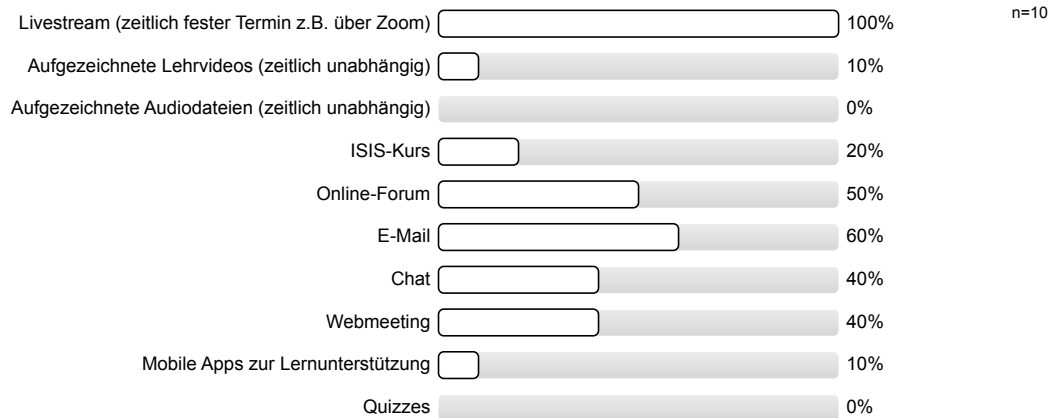 Livestream (zeitlich fester Termin z.B. über Zoom) 100% n=10
Aufgezeichnete Lehrvideos (zeitlich unabhängig) 10%
Aufgezeichnete Audiodateien (zeitlich unabhängig) 0%
ISIS-Kurs 20%
Online-Forum 50%
E-Mail 60%
Chat 40%
Webmeeting 40%
Mobile Apps zur Lernunterstützung 10%
Quizzes 0%